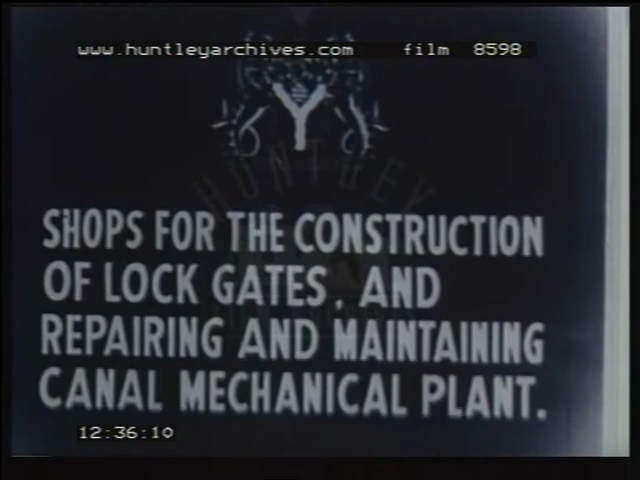 www.huntleyarchives.com film 8598
HUNTLEY
SHOPS FOR THE CONSTRUCTION
OF LOCK GATES, AND
REPAIRING AND MAINTAINING
CANAL MECHANICAL PLANT.
12:36:10